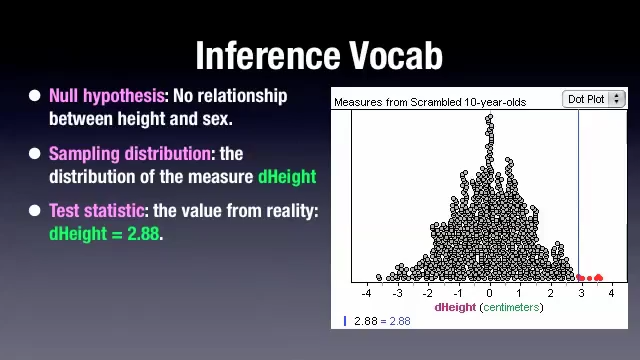 Inference Vocab
Null hypothesis: No relationship
between height and sex.
Sampling distribution: the
distribution of the measure dHeight
Test statistic: the value from reality:
dHeight = 2.88.
Measures from Scrambled 10-year-olds
Dot Plot
-4 -3 -2 -1 0 1 2 3 4
dHeight (centimeters)
2.88 = 2.88